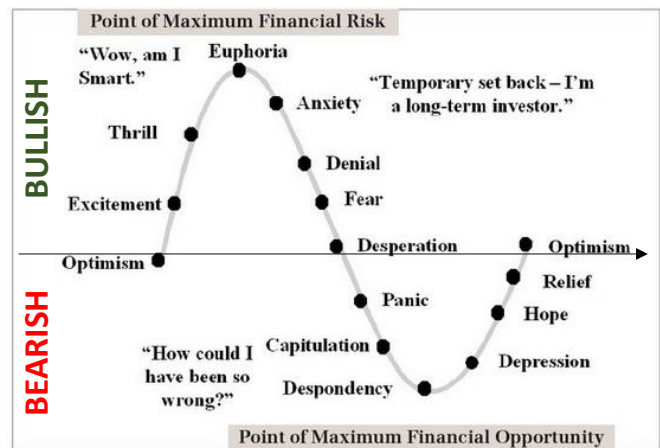 Point of Maximum Financial Risk
“Wow, am I
Smart.”
Euphoria
“Temporary set back – I’m
a long-term investor.”
Anxiety
BULLISH
Thrill
Denial
Excitement
Fear
Desperation
Optimism
Optimism
Relief
Panic
Hope
BEARISH
Capitulation
“How could I
have been so
wrong?”
Depression
Despondency
Point of Maximum Financial Opportunity